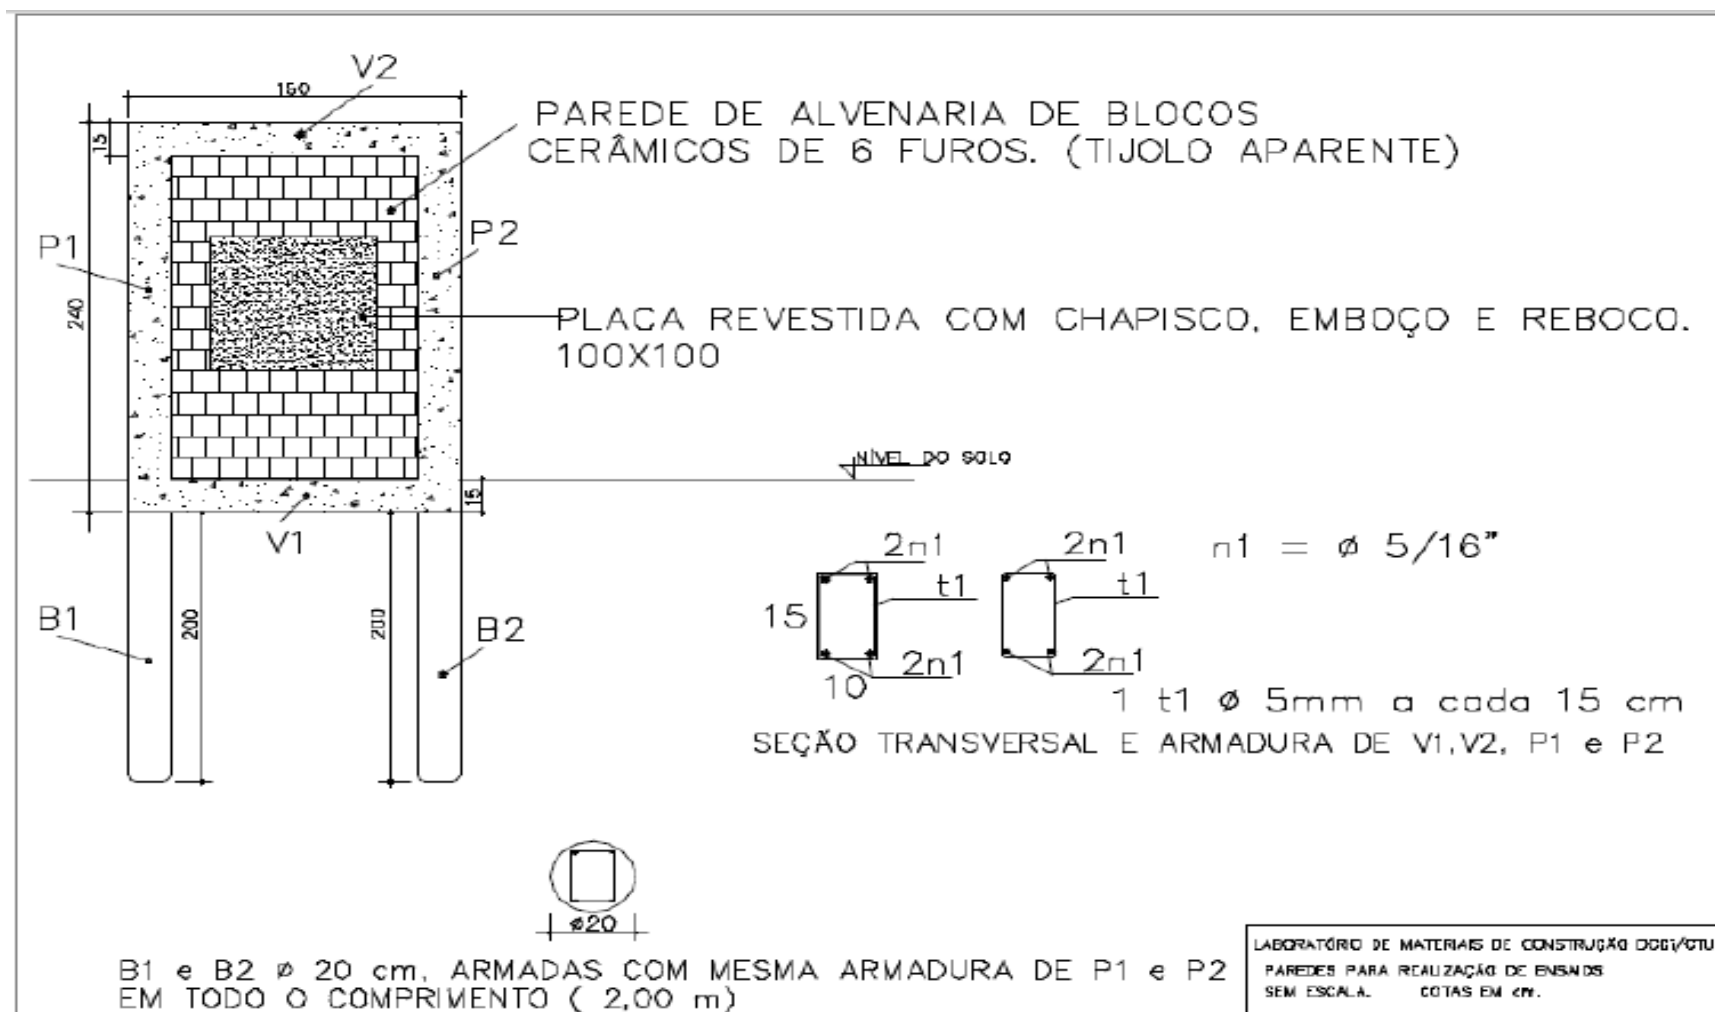 V2
150
PAREDE DE ALVENARIA DE BLOCOS
CERÂMICOS DE 6 FUROS. (TIJOLO APARENTE)
15
P1
P2
240
PLACA REVESTIDA COM CHAPISCO, EMBOÇO E REBOCO.
100X100
NÍVEL DO SOLO
15
V1
2n1
2n1
n1 = ø 5/16"
t1
t1
15
B1
200
200
B2
2n1
2n1
10
1 t1 ø 5mm a cada 15 cm
SEÇÃO TRANSVERSAL E ARMADURA DE V1,V2, P1 e P2
ø20
B1 e B2 ø 20 cm, ARMADAS COM MESMA ARMADURA DE P1 e P2
EM TODO O COMPRIMENTO ( 2,00 m)
LABORATÓRIO DE MATERIAIS DE CONSTRUÇÃO
PAREDES PARA REALIZAÇÃO DE ENSAIOS
SEM ESCALA. COTAS EM cm.